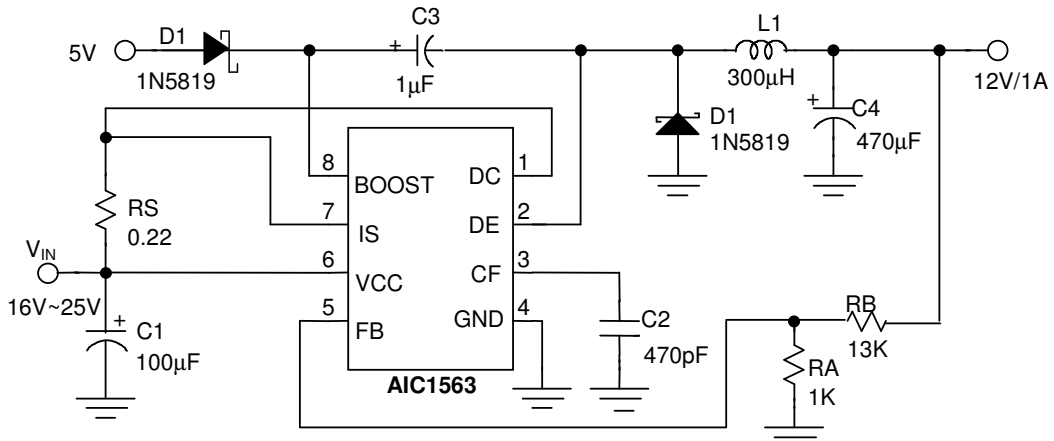 C3
L1
5V
D1
+
1N5819
1µF
300µH
12V/1A
+
C4
470µF
D1
1N5819
8
BOOST
DC
1
RS
0.22
7
IS
DE
2
VIN
6
VCC
CF
3
16V~25V
5
FB
GND
4
+
C1
100µF
C2
470pF
RB
13K
RA
1K
AIC1563